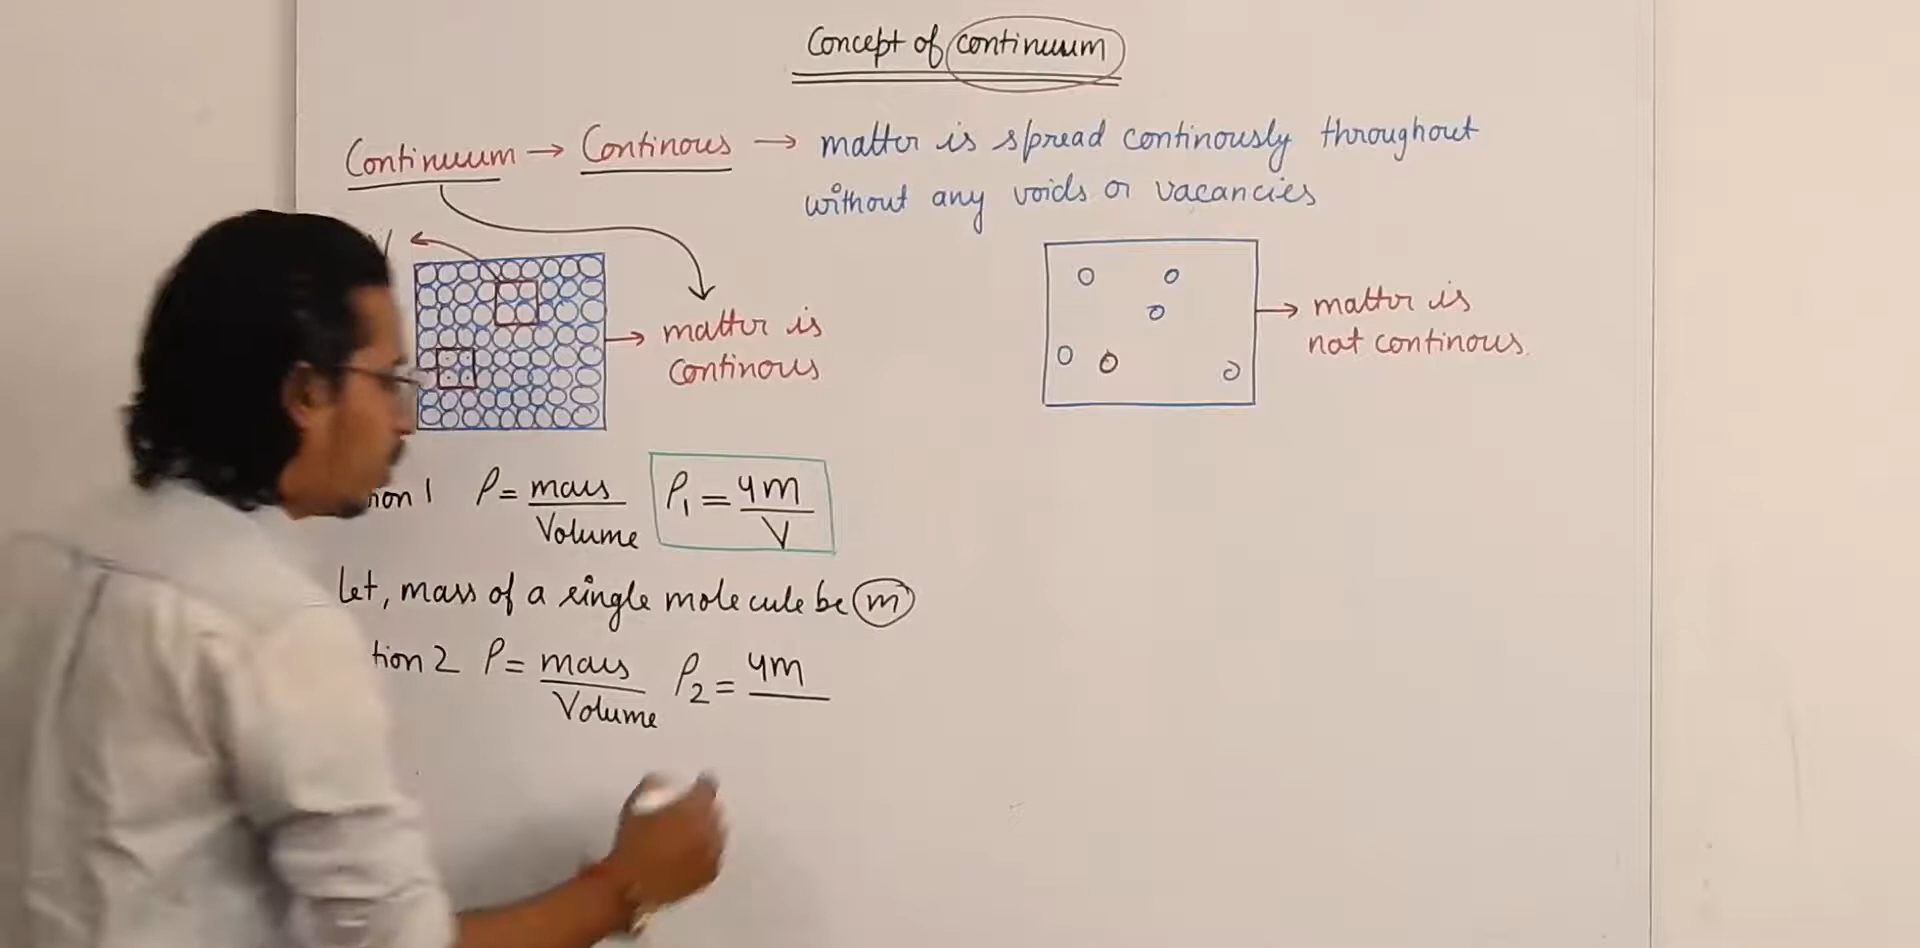 Concept of continuum
Continuum → Continous → matter is spread continously throughout
without any voids or vacancies
V
matter is
continous
matter is
not continous.
tion 1 ρ = mass / Volume ρ₁ = 4m / V
let, mass of a single molecule be m
tion 2 ρ = mass / Volume ρ₂ = 4m